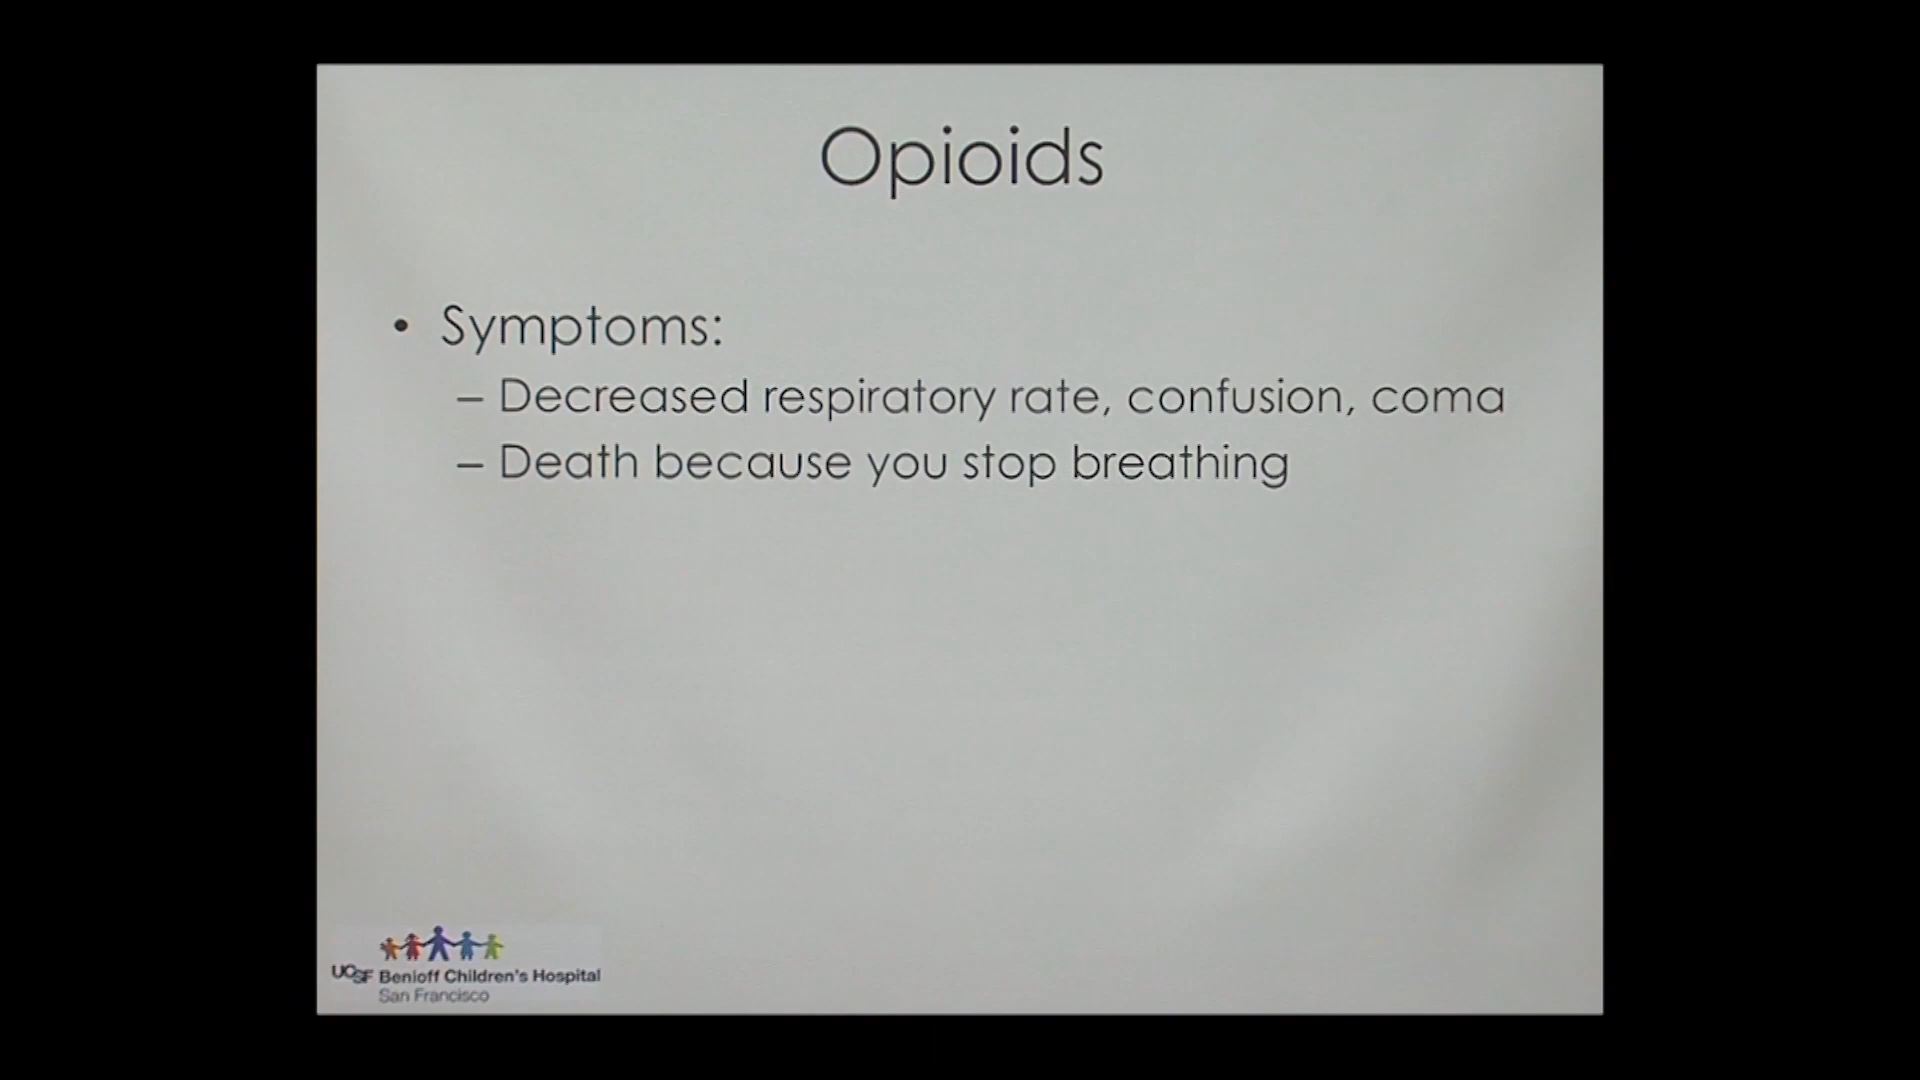 Opioids
• Symptoms:
– Decreased respiratory rate, confusion, coma
– Death because you stop breathing
UCSF Benioff Children's Hospital
San Francisco